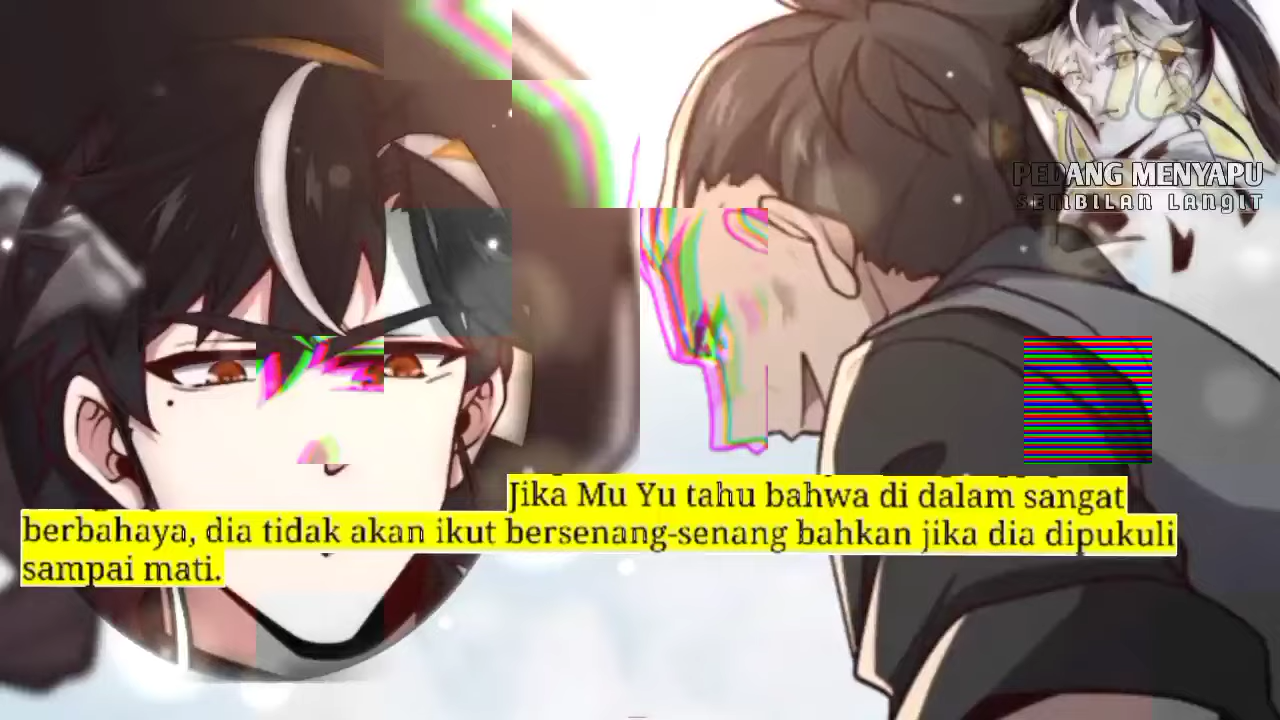 PEDANG MENYAPU
SEMBILAN LANGIT
Jika Mu Yu tahu bahwa di dalam sangat
berbahaya, dia tidak akan ikut bersenang-senang bahkan jika dia dipukuli
sampai mati.